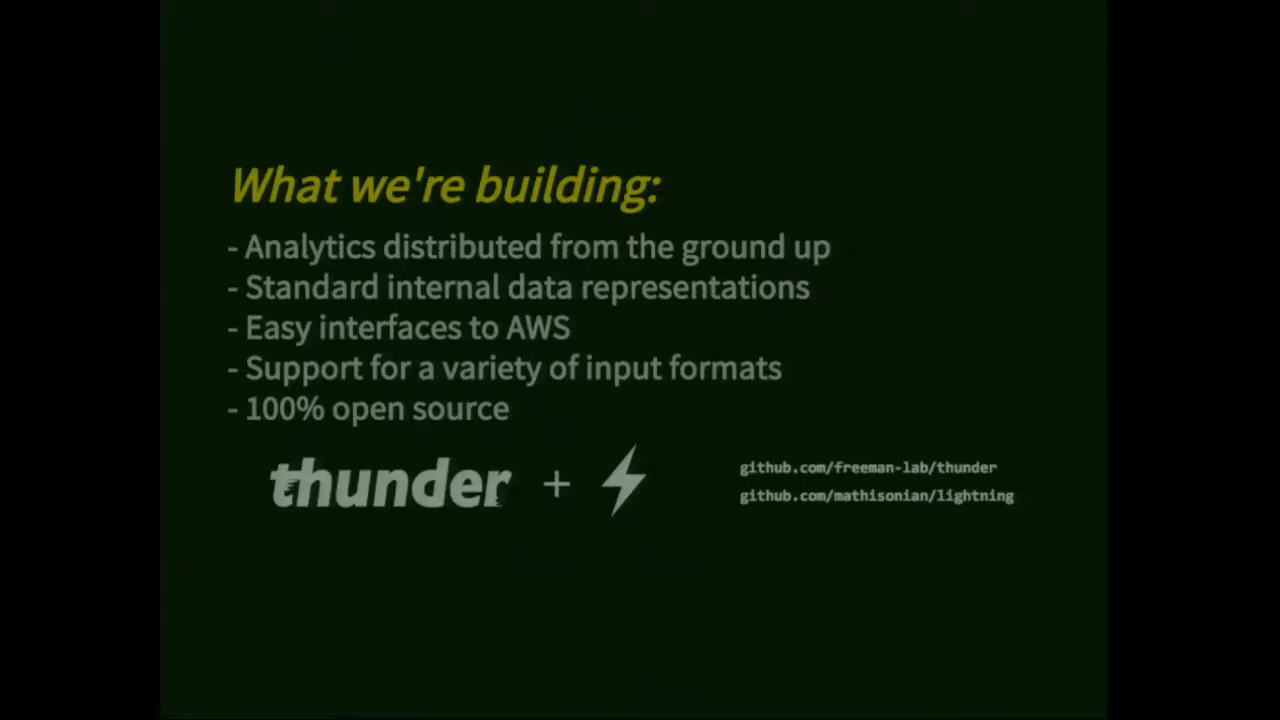 What we're building:
- Analytics distributed from the ground up
- Standard internal data representations
- Easy interfaces to AWS
- Support for a variety of input formats
- 100% open source
thunder +
github.com/freeman-lab/thunder
github.com/mathisonian/lightning